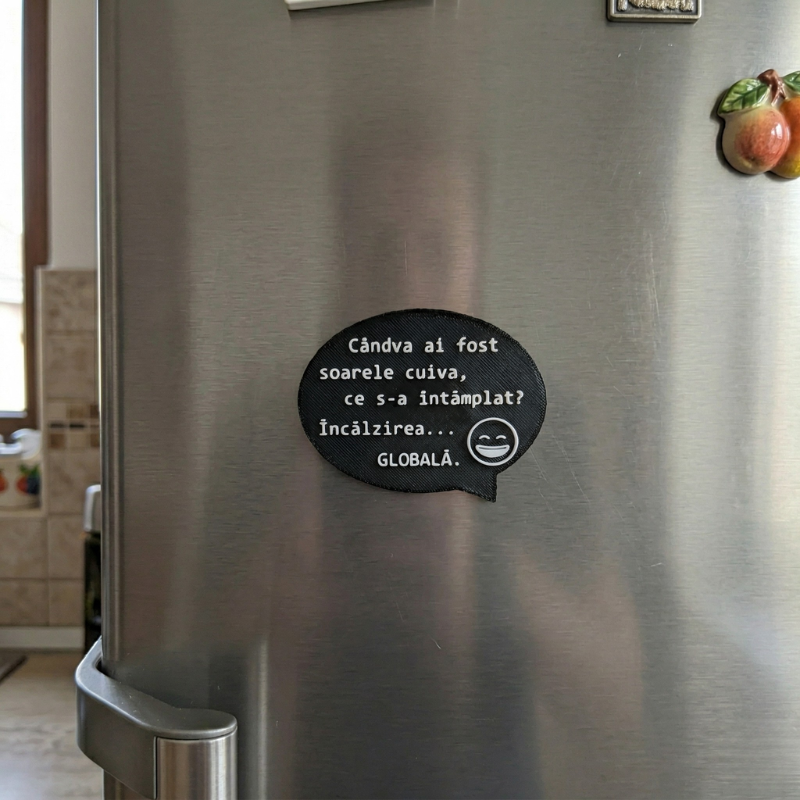 Cândva ai fost
soarele cuiva,
ce s-a întâmplat?
Încălzirea...
GLOBALĂ.